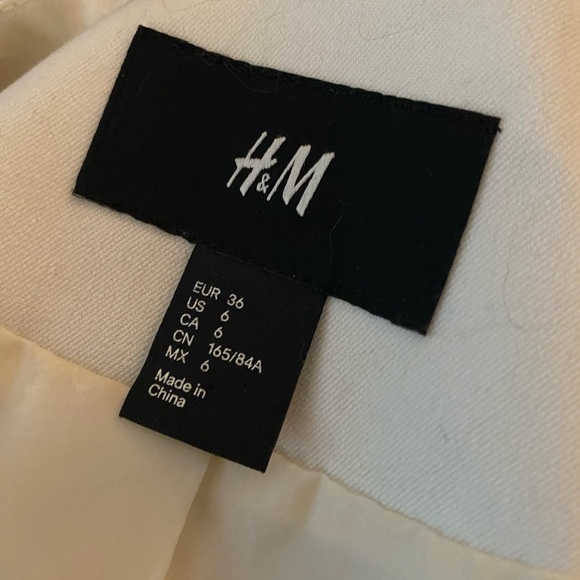 H&M
EUR 36
US 6
CA 6
CN 165/84A
MX 6
Made in
China